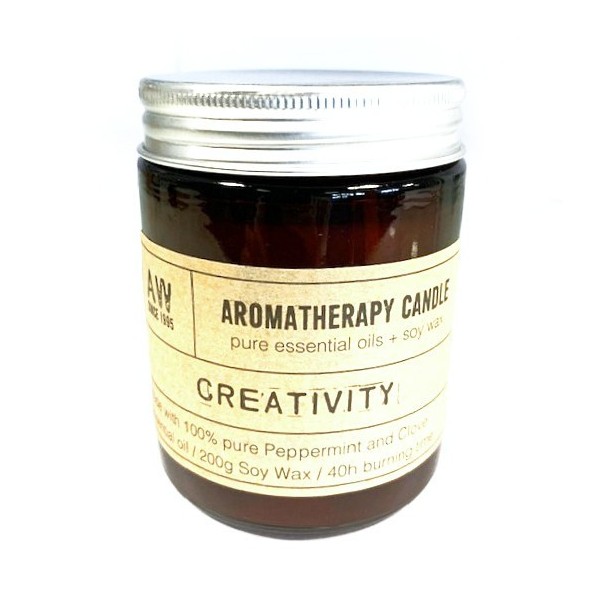 AW
SINCE 1995
AROMATHERAPY CANDLE
pure essential oils + soy wax
CREATIVITY
with 100% pure Peppermint and Clove
oil / 200g Soy Wax / 40h burning time